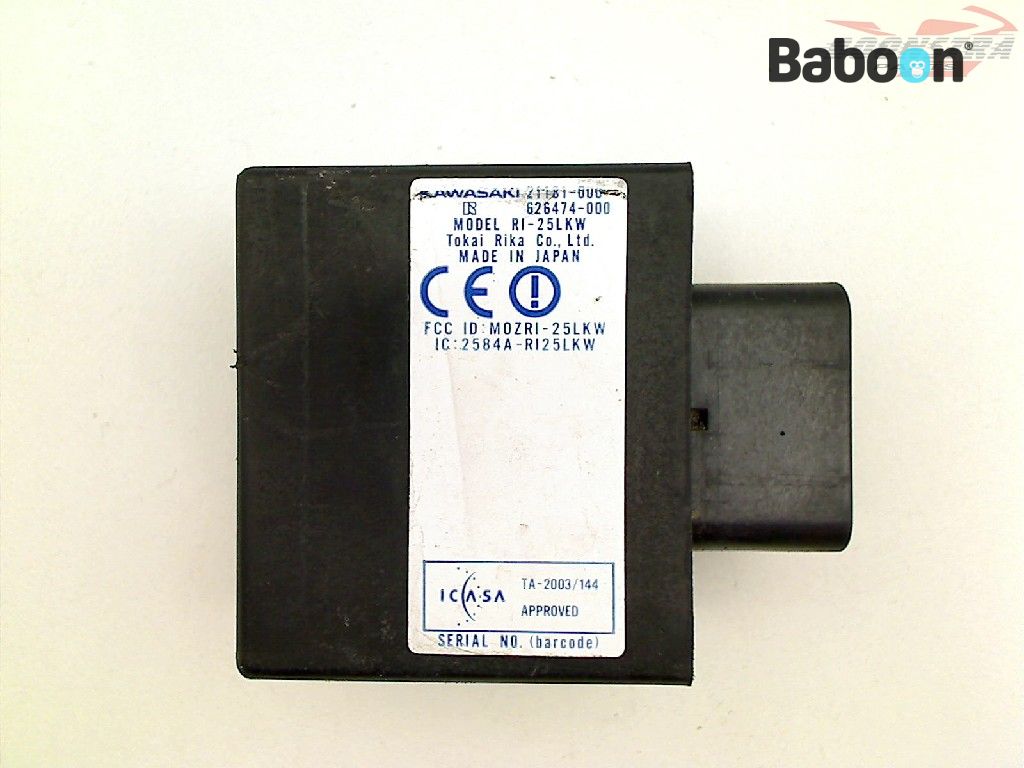 Baboon®
KAWASAKI 21181-000
626474-000
MODEL RI-25LKW
Tokai Rika Co., Ltd.
MADE IN JAPAN
CE
FCC ID:MOZRI-25LKW
IC:2584A-RI25LKW
ICASA TA-2003/144
APPROVED
SERIAL NO. (barcode)